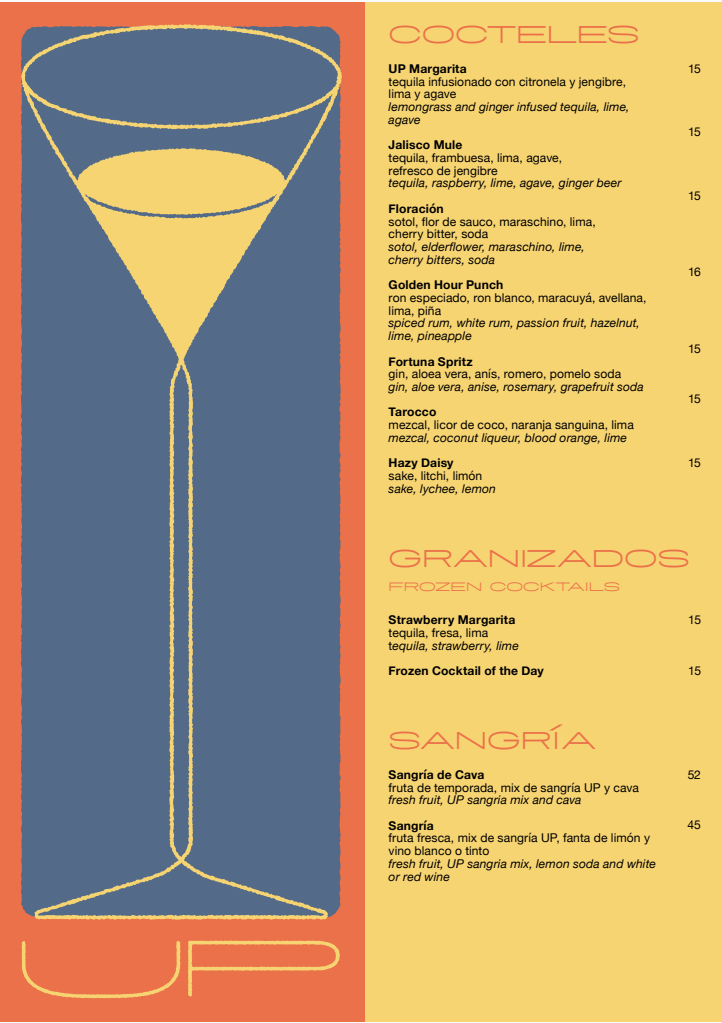 COCTELES
UP Margarita 15
tequila infusionado con citronela y jengibre,
lima y agave
lemongrass and ginger infused tequila, lime,
agave
15
Jalisco Mule
tequila, frambuesa, lima, agave,
refresco de jengibre
tequila, raspberry, lime, agave, ginger beer
15
Floración
sotol, flor de sauco, maraschino, lima,
cherry bitter, soda
sotol, elderflower, maraschino, lime,
cherry bitters, soda
16
Golden Hour Punch
ron especiado, ron blanco, maracuyá, avellana,
lima, piña
spiced rum, white rum, passion fruit, hazelnut,
lime, pineapple
15
Fortuna Spritz
gin, aloea vera, anís, romero, pomelo soda
gin, aloe vera, anise, rosemary, grapefruit soda
15
Tarocco
mezcal, licor de coco, naranja sanguina, lima
mezcal, coconut liqueur, blood orange, lime
Hazy Daisy 15
sake, litchi, limón
sake, lychee, lemon
GRANIZADOS
FROZEN COCKTAILS
Strawberry Margarita 15
tequila, fresa, lima
tequila, strawberry, lime
Frozen Cocktail of the Day 15
SANGRÍA
Sangría de Cava 52
fruta de temporada, mix de sangría UP y cava
fresh fruit, UP sangria mix and cava
Sangría 45
fruta fresca, mix de sangría UP, fanta de limón y
vino blanco o tinto
fresh fruit, UP sangria mix, lemon soda and white
or red wine
UP